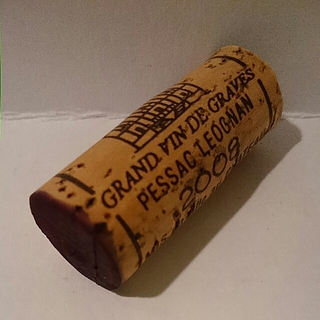 GRAND VIN DE GRAVES
PESSAC LEOGNAN
2009